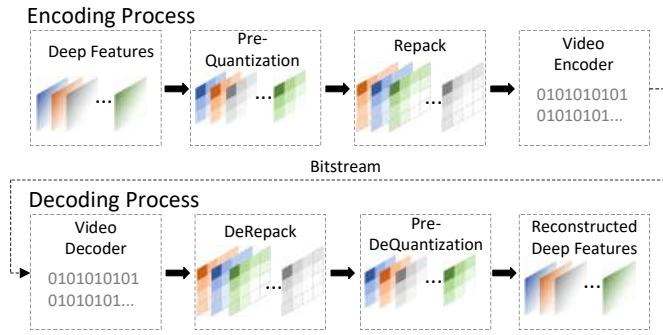 Encoding Process
Deep Features
...
Pre-
Quantization
...
Repack
...
Video
Encoder
0101010101
01010101...
Bitstream
Decoding Process
Video
Decoder
0101010101
01010101...
DeRepack
...
Pre-
DeQuantization
...
Reconstructed
Deep Features
...